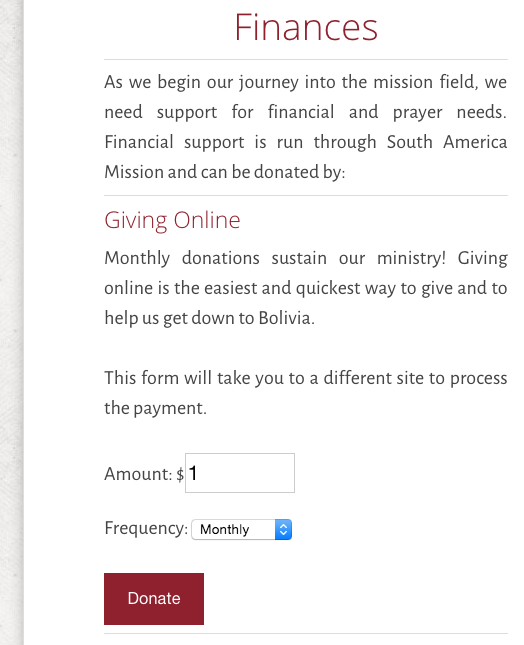 Finances
As we begin our journey into the mission field, we
need support for financial and prayer needs.
Financial support is run through South America
Mission and can be donated by:
Giving Online
Monthly donations sustain our ministry! Giving
online is the easiest and quickest way to give and to
help us get down to Bolivia.
This form will take you to a different site to process
the payment.
Amount: $ 1
Frequency: Monthly
Donate